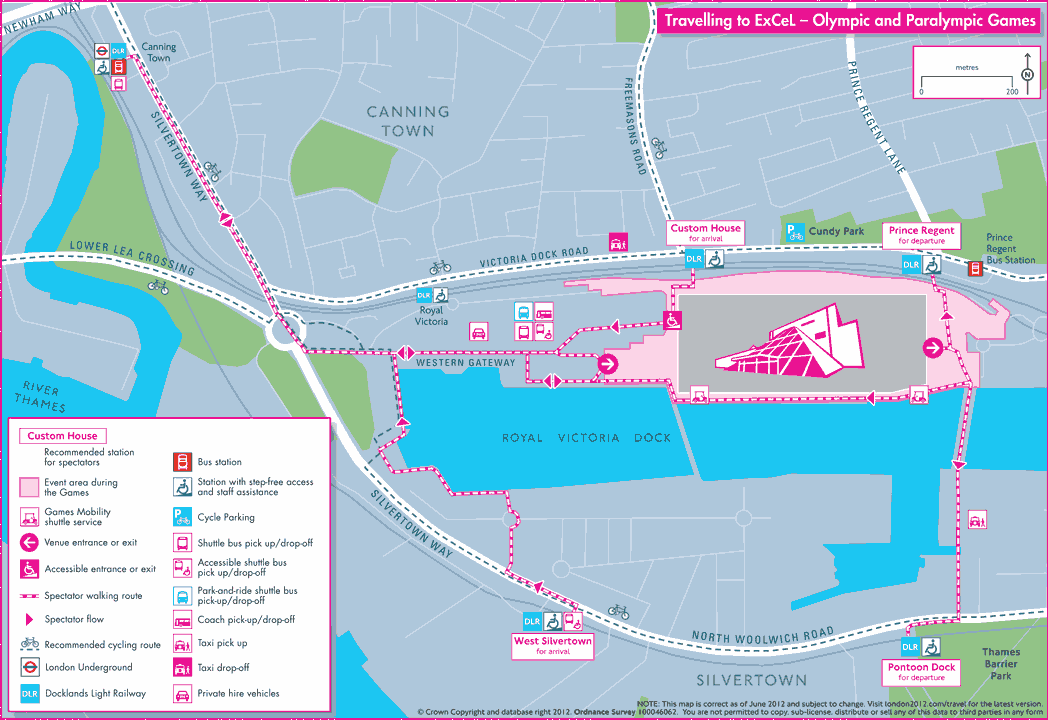 Travelling to ExCeL – Olympic and Paralympic Games
NEWHAM WAY
DLR
Canning
Town
metres
N
0
200
CANNING
TOWN
SILVERTOWN WAY
FREEMASONS ROAD
PRINCE REGENT LANE
Custom House
for arrival
DLR
P
Cundy Park
Prince Regent
for departure
DLR
Prince
Regent
Bus Station
LOWER LEA CROSSING
VICTORIA DOCK ROAD
DLR
Royal
Victoria
WESTERN GATEWAY
RIVER
THAMES
ROYAL VICTORIA DOCK
SILVERTOWN WAY
DLR
West Silvertown
for arrival
NORTH WOOLWICH ROAD
SILVERTOWN
DLR
Pontoon Dock
for departure
Thames
Barrier
Park
Custom House
Recommended station
for spectators
Event area during
the Games
Games Mobility
shuttle service
Venue entrance or exit
Accessible entrance or exit
Spectator walking route
Spectator flow
Recommended cycling route
London Underground
DLR
Docklands Light Railway
Bus station
Station with step-free access
and staff assistance
P
Cycle Parking
Shuttle bus pick up/drop-off
Accessible shuttle bus
pick up/drop-off
Park-and-ride shuttle bus
pick-up/drop-off
Coach pick-up/drop-off
Taxi pick up
Taxi drop-off
Private hire vehicles
NOTE: This map is correct as of June 2012 and subject to change. Visit london2012.com/travel for the latest version.
© Crown Copyright and database right 2012. Ordnance Survey 100046062. You are not permitted to copy, sub-license, distribute or sell any of this data to third parties in any form